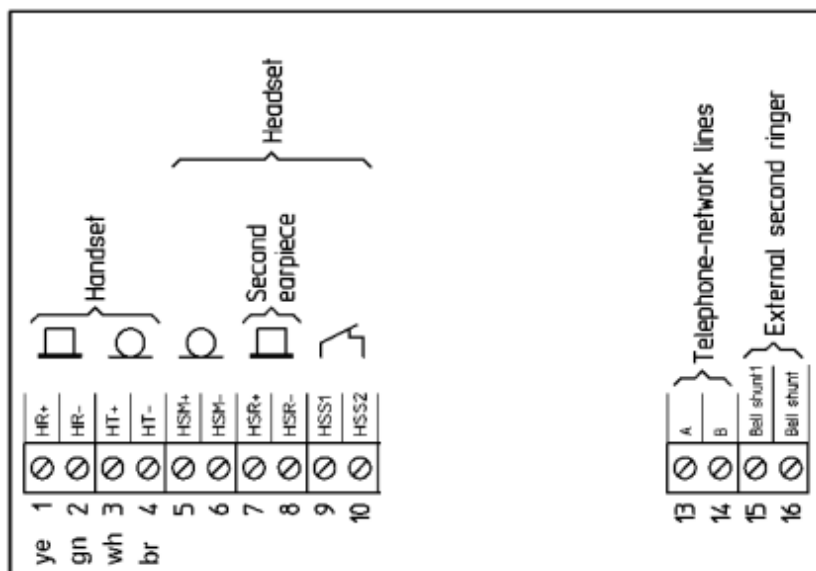 Headset
Handset
Second
earpiece
HR+
HR-
HT+
HT-
HSM+
HSM-
HSR+
HSR-
HSS1
HSS2
1
2
3
4
5
6
7
8
9
10
ye
gn
wh
br
Telephone-network lines
External second ringer
A
B
Bell shunt1
Bell shunt
13
14
15
16